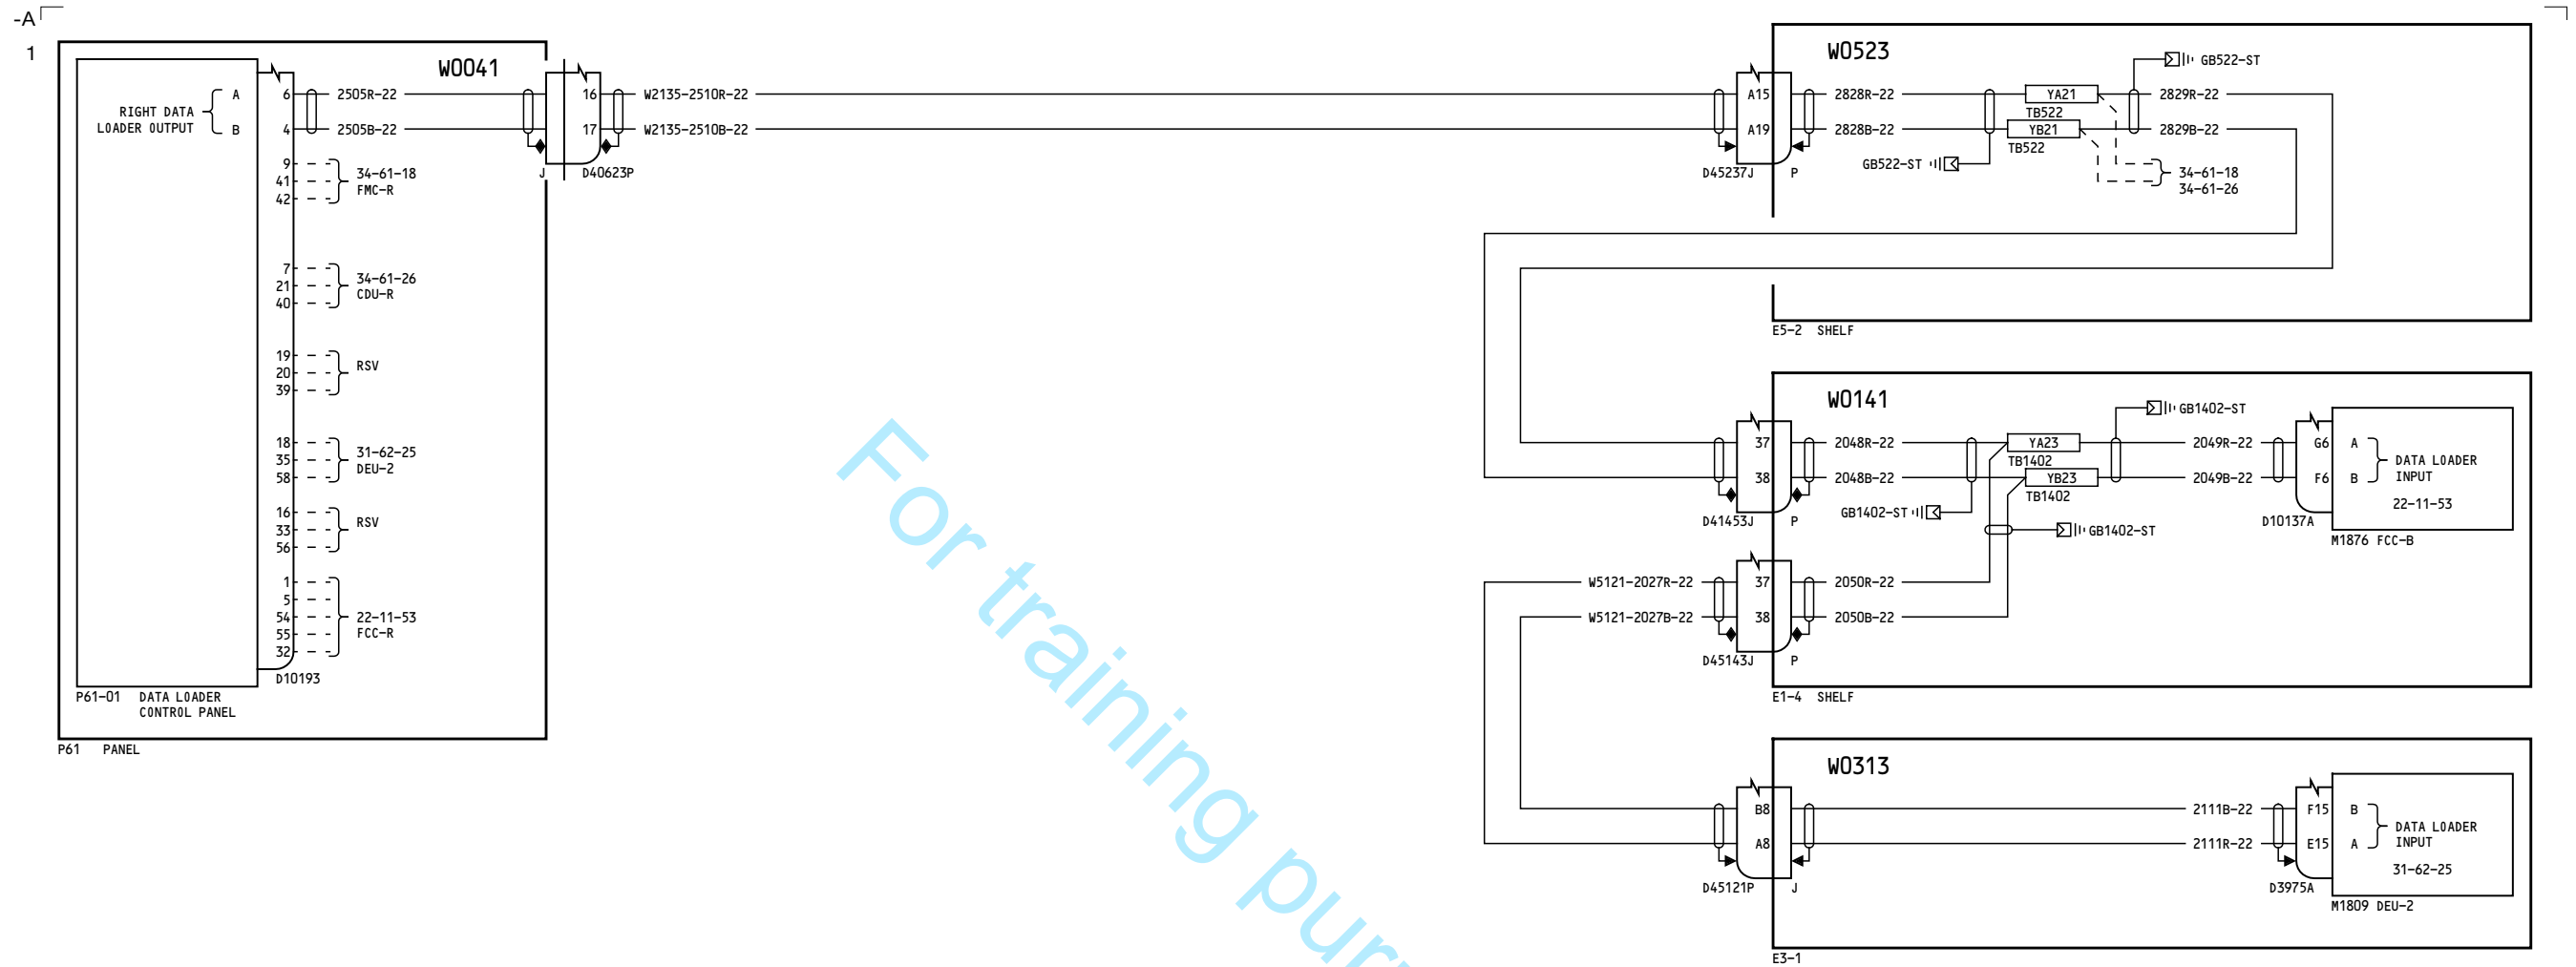 -A
1
W0041
RIGHT DATA
LOADER OUTPUT
A
B
6
4
2505R-22
2505B-22
16
17
W2135-2510R-22
W2135-2510B-22
J
D40623P
9
41
42
34-61-18
FMC-R
7
21
40
34-61-26
CDU-R
19
20
39
RSV
18
35
58
31-62-25
DEU-2
16
33
56
RSV
1
5
54
55
32
22-11-53
FCC-R
D10193
P61-01 DATA LOADER
CONTROL PANEL
P61 PANEL
W0523
A15
A19
2828R-22
2828B-22
YA21
TB522
YB21
TB522
GB522-ST
2829R-22
2829B-22
GB522-ST
34-61-18
34-61-26
D45237J
P
E5-2 SHELF
W0141
37
38
2048R-22
2048B-22
YA23
TB1402
YB23
TB1402
GB1402-ST
GB1402-ST
GB1402-ST
2049R-22
2049B-22
G6
F6
A
B
DATA LOADER
INPUT
22-11-53
D10137A
M1876 FCC-B
D41453J
P
W5121-2027R-22
W5121-2027B-22
37
38
2050R-22
2050B-22
D45143J
P
E1-4 SHELF
W0313
B8
A8
2111B-22
2111R-22
F15
E15
B
A
DATA LOADER
INPUT
31-62-25
D45121P
J
D3975A
M1809 DEU-2
E3-1
For training